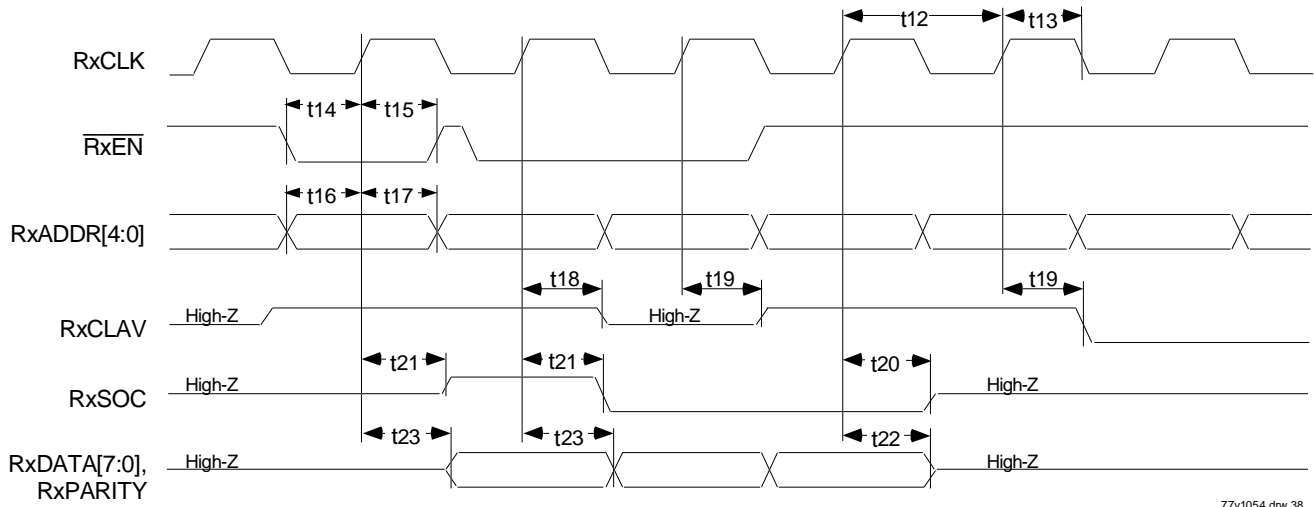 t12
t13
RxCLK
t14
t15
RxEN
t16
t17
RxADDR[4:0]
t18
t19
t19
High-Z
High-Z
RxCLAV
t21
t21
t20
High-Z
High-Z
RxSOC
t23
t23
t22
RxDATA[7:0],
RxPARITY
High-Z
High-Z
77v1054 drw 38